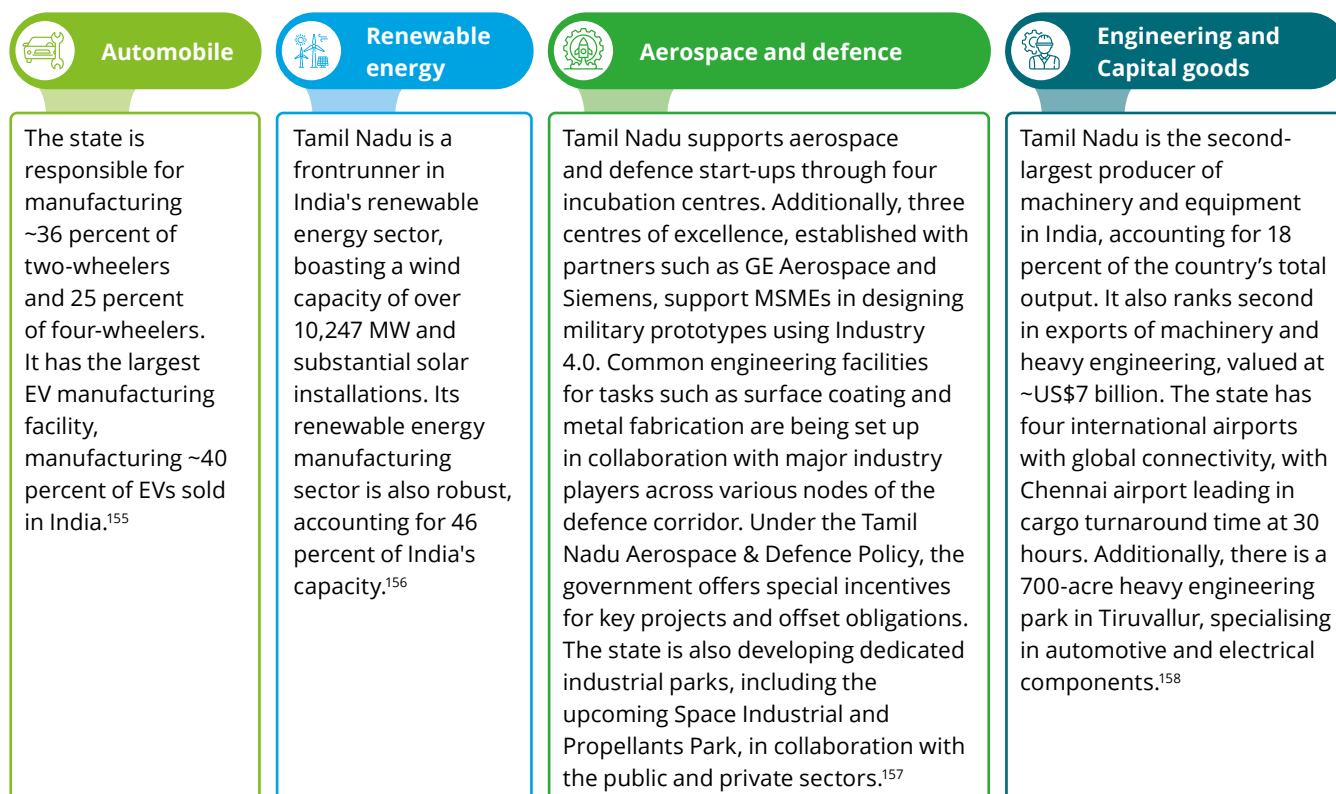 Automobile
The state is
responsible for
manufacturing
~36 percent of
two-wheelers
and 25 percent
of four-wheelers.
It has the largest
EV manufacturing
facility,
manufacturing ~40
percent of EVs sold
in India.155
Renewable
energy
Tamil Nadu is a
frontrunner in
India's renewable
energy sector,
boasting a wind
capacity of over
10,247 MW and
substantial solar
installations. Its
renewable energy
manufacturing
sector is also robust,
accounting for 46
percent of India's
capacity.156
Aerospace and defence
Tamil Nadu supports aerospace
and defence start-ups through four
incubation centres. Additionally, three
centres of excellence, established with
partners such as GE Aerospace and
Siemens, support MSMEs in designing
military prototypes using Industry
4.0. Common engineering facilities
for tasks such as surface coating and
metal fabrication are being set up
in collaboration with major industry
players across various nodes of the
defence corridor. Under the Tamil
Nadu Aerospace & Defence Policy, the
government offers special incentives
for key projects and offset obligations.
The state is also developing dedicated
industrial parks, including the
upcoming Space Industrial and
Propellants Park, in collaboration with
the public and private sectors.157
Engineering and
Capital goods
Tamil Nadu is the second-
largest producer of
machinery and equipment
in India, accounting for 18
percent of the country’s total
output. It also ranks second
in exports of machinery and
heavy engineering, valued at
~US$7 billion. The state has
four international airports
with global connectivity, with
Chennai airport leading in
cargo turnaround time at 30
hours. Additionally, there is a
700-acre heavy engineering
park in Tiruvallur, specialising
in automotive and electrical
components.158